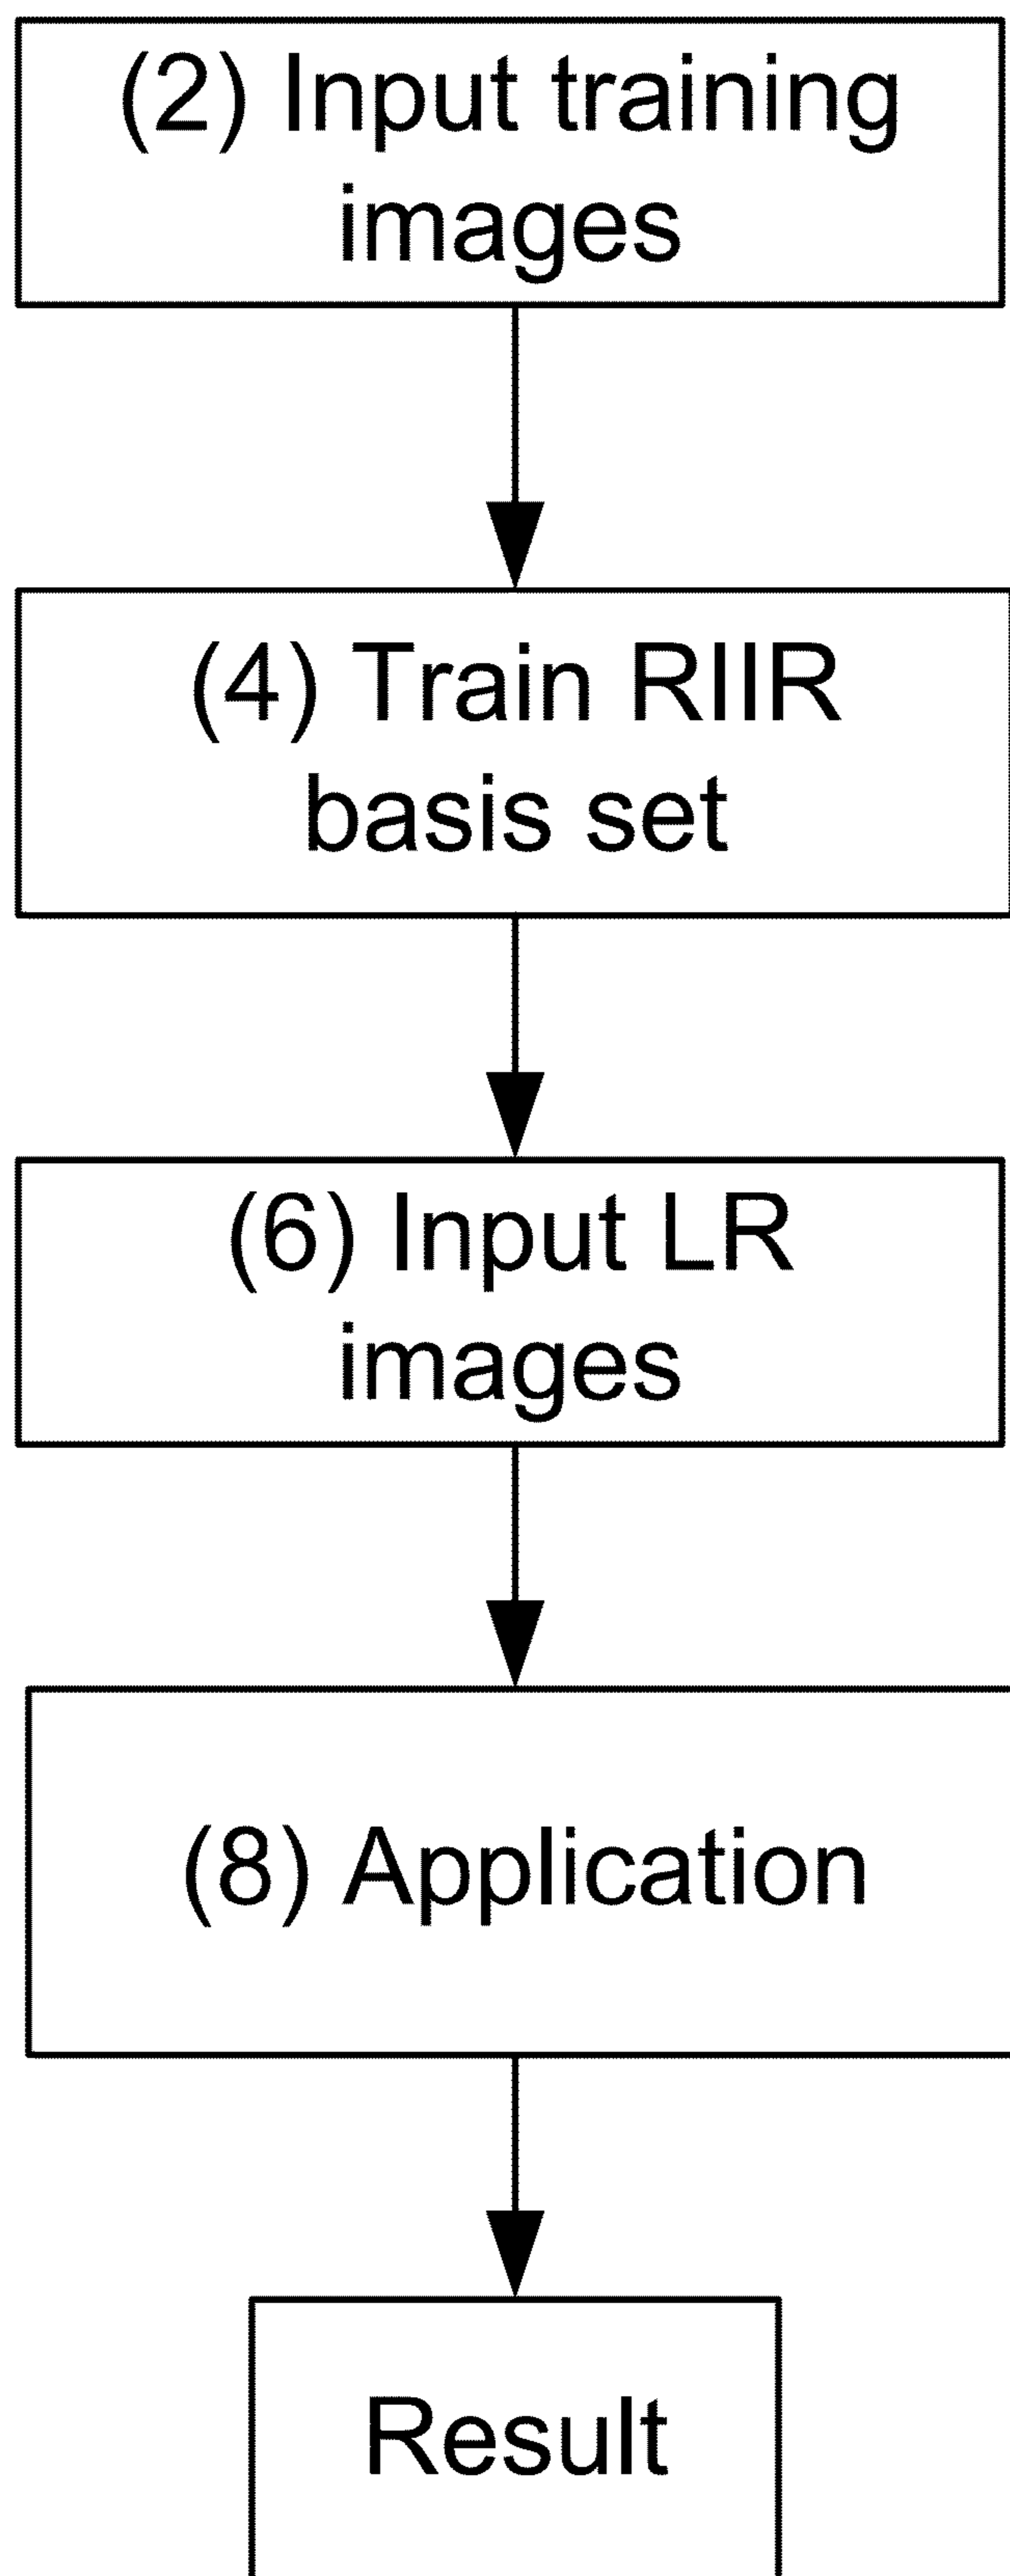 (2) Input training
images
(4) Train RIIR
basis set
(6) Input LR
images
(8) Application
Result